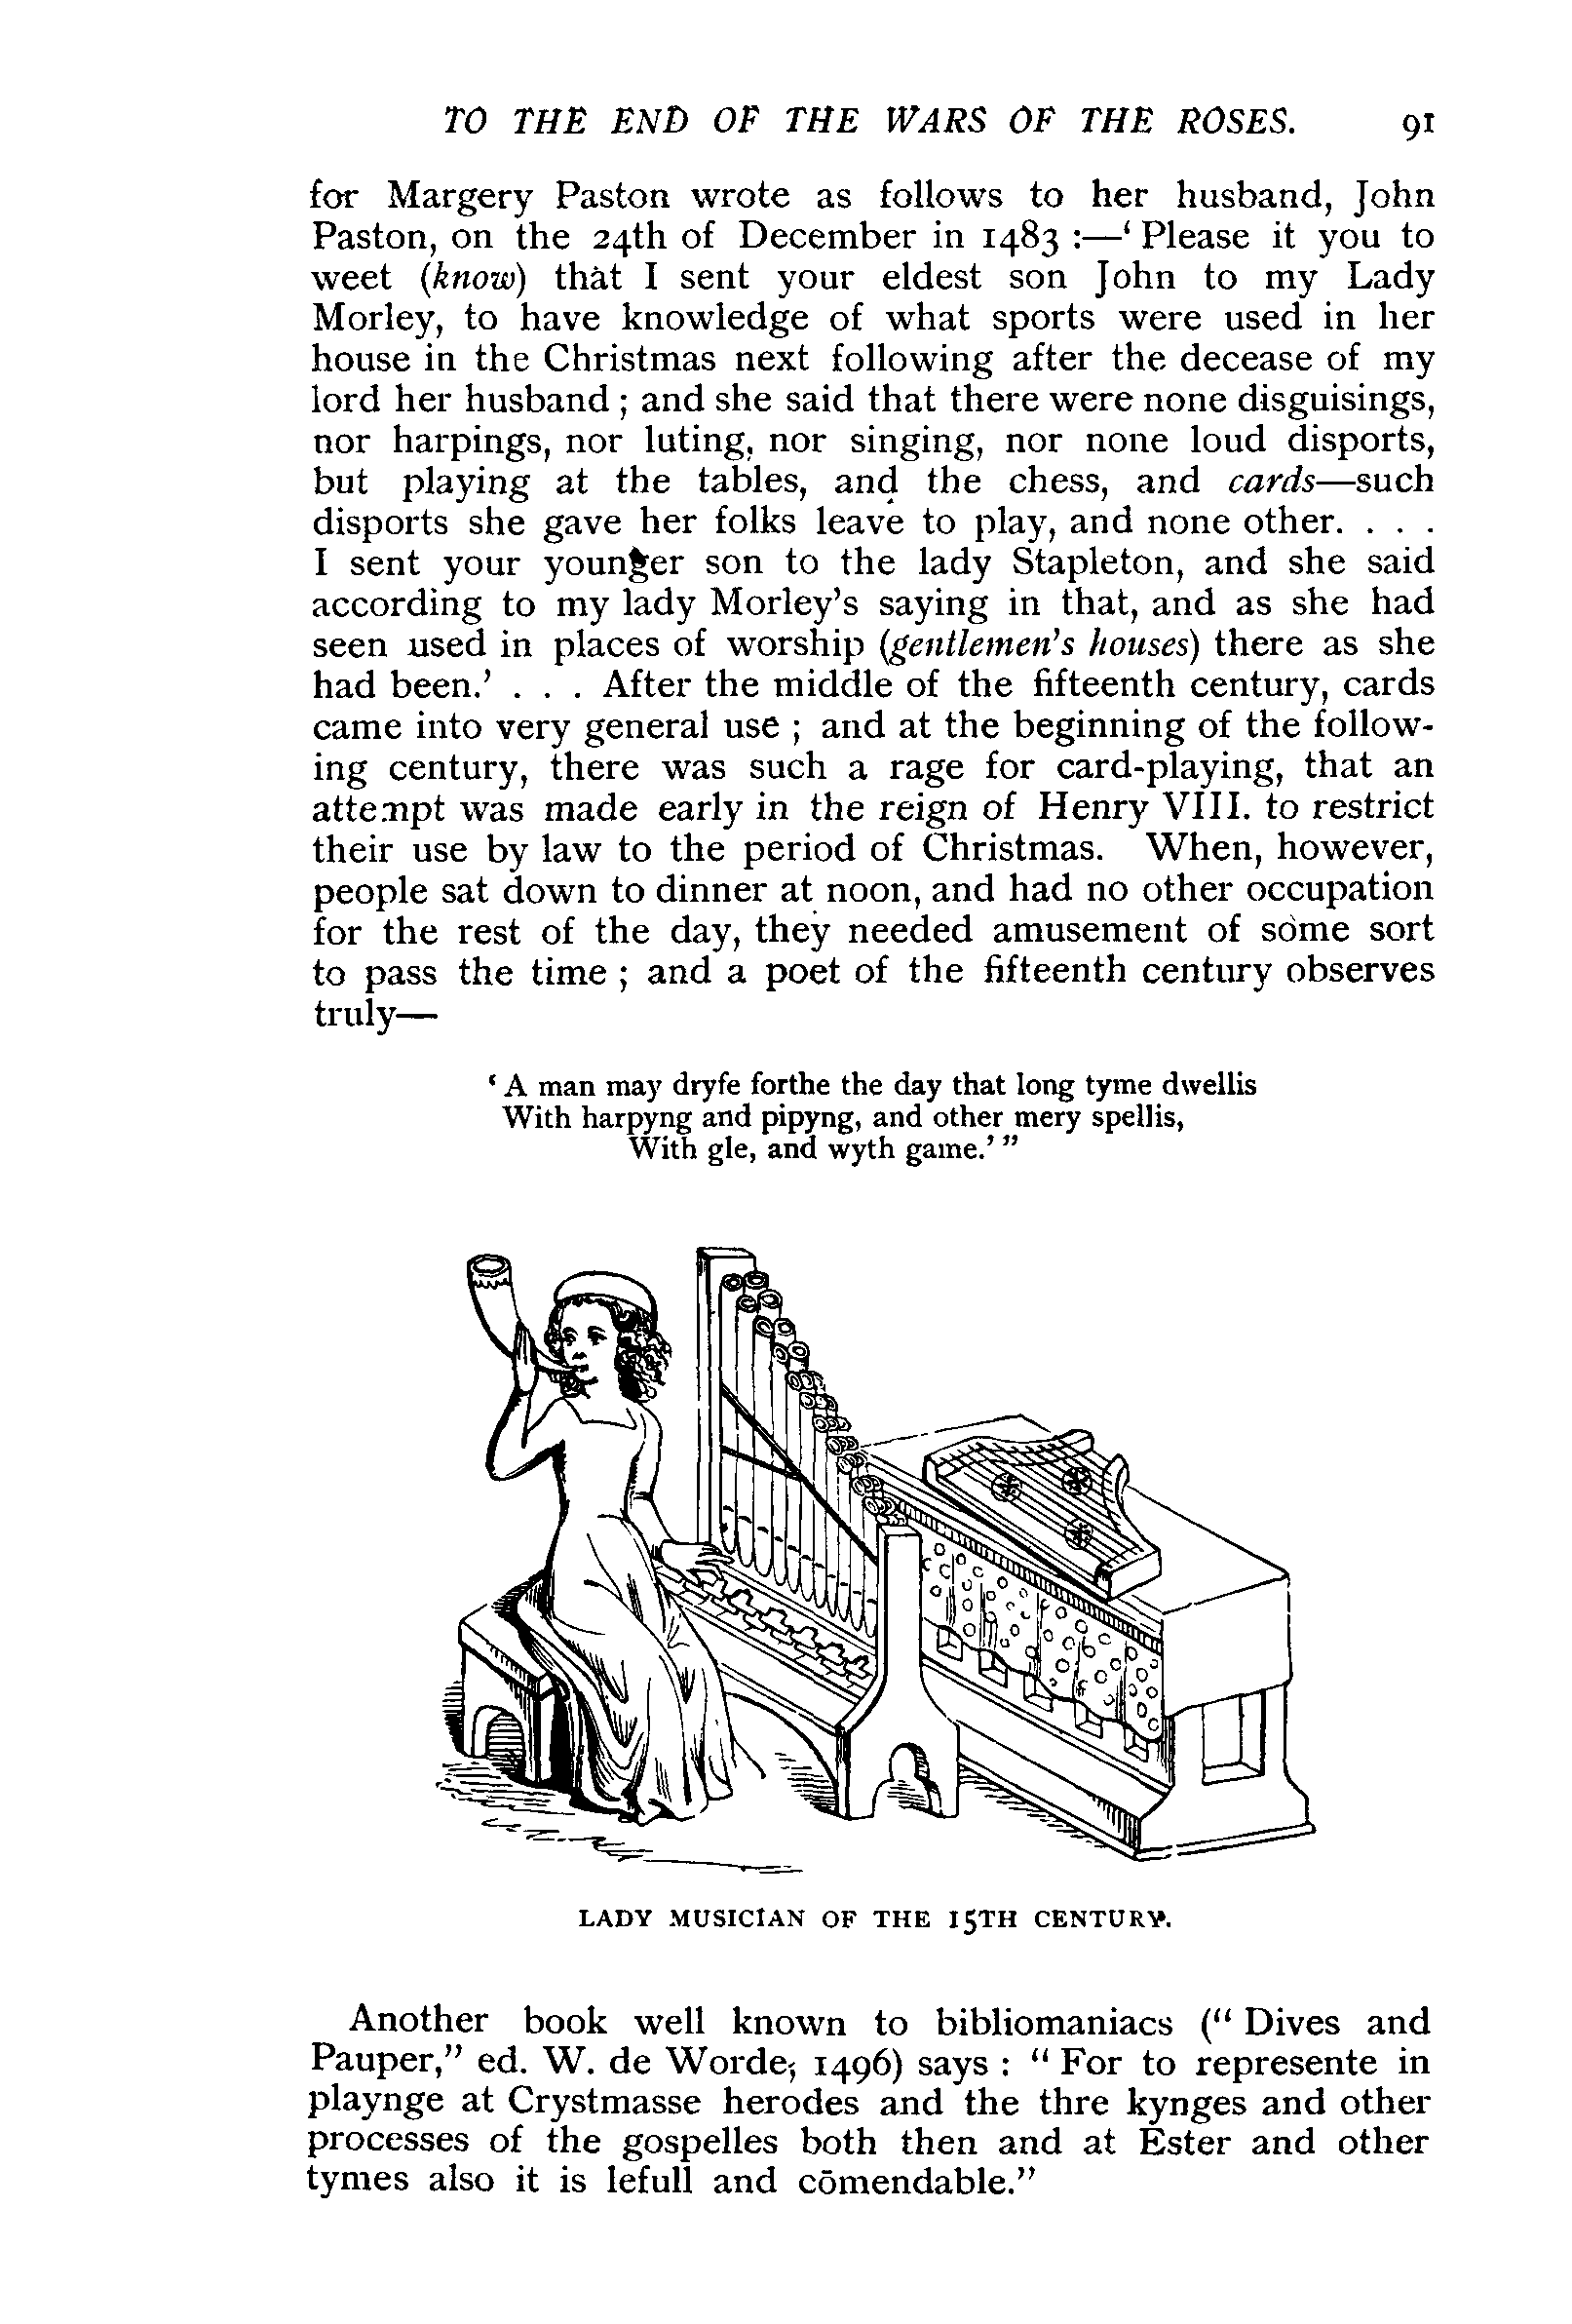 TO THE END OF THE WARS OF THE ROSES. 91
for Margery Paston wrote as follows to her husband, John
Paston, on the 24th of December in 1483 :—‘ Please it you to
weet (know) that I sent your eldest son John to my Lady
Morley, to have knowledge of what sports were used in her
house in the Christmas next following after the decease of my
lord her husband ; and she said that there were none disguisings,
nor harpings, nor luting, nor singing, nor none loud disports,
but playing at the tables, and the chess, and cards—such
disports she gave her folks leave to play, and none other. . . .
I sent your younger son to the lady Stapleton, and she said
according to my lady Morley’s saying in that, and as she had
seen used in places of worship (gentlemen’s houses) there as she
had been.’ . . . After the middle of the fifteenth century, cards
came into very general use ; and at the beginning of the follow-
ing century, there was such a rage for card-playing, that an
attempt was made early in the reign of Henry VIII. to restrict
their use by law to the period of Christmas. When, however,
people sat down to dinner at noon, and had no other occupation
for the rest of the day, they needed amusement of some sort
to pass the time ; and a poet of the fifteenth century observes
truly—
‘ A man may dryfe forthe the day that long tyme dwellis
With harpyng and pipyng, and other mery spellis,
With gle, and wyth game.’ ”
LADY MUSICIAN OF THE 15TH CENTURY.
Another book well known to bibliomaniacs (“ Dives and
Pauper,” ed. W. de Worde, 1496) says : “ For to represente in
playnge at Crystmasse herodes and the thre kynges and other
processes of the gospelles both then and at Ester and other
tymes also it is lefull and cōmendable.”